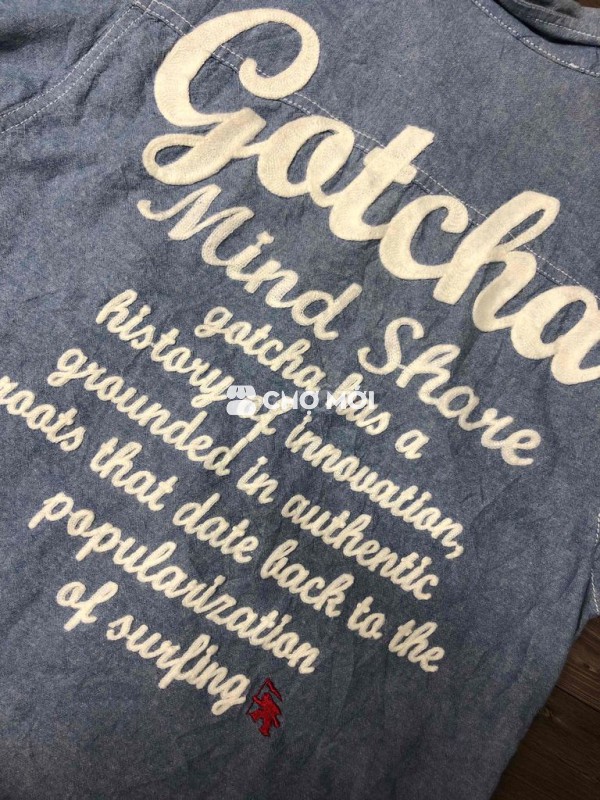 Gotcha
Mind Share
gotcha has a
history of innovation,
grounded in authentic
roots that date back to the
popularization
of surfing
CHỢ MỚI